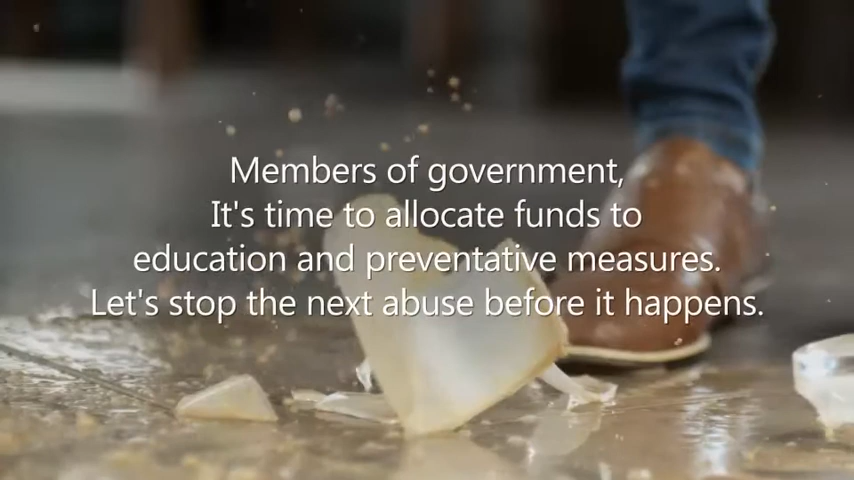 Members of government,
It's time to allocate funds to
education and preventative measures.
Let's stop the next abuse before it happens.